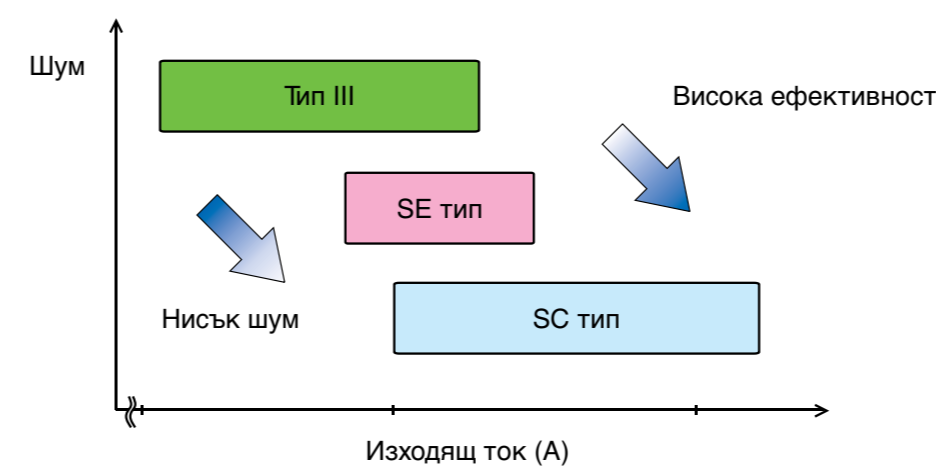 Шум
Тип III
Висока ефективност
SE тип
Нисък шум
SC тип
Изходящ ток (A)